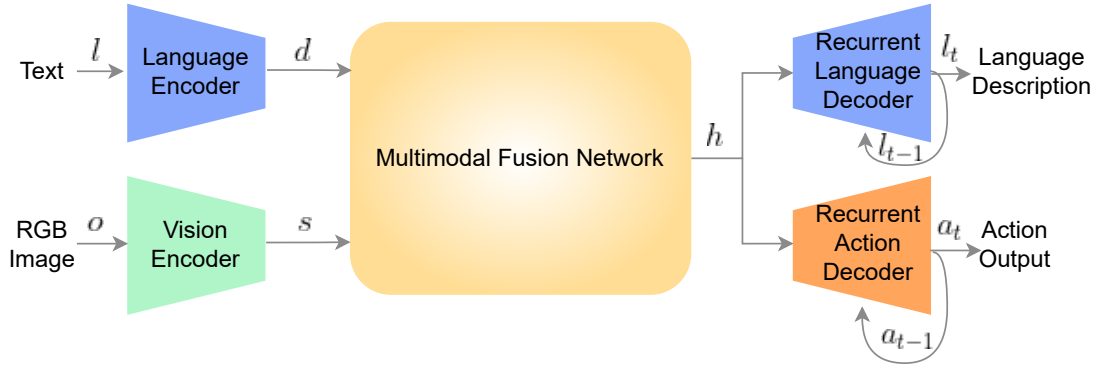 Text
l
Language
Encoder
d
RGB
Image
o
Vision
Encoder
s
Multimodal Fusion Network
h
Recurrent
Language
Decoder
l_t
l_{t-1}
Language
Description
Recurrent
Action
Decoder
a_t
a_{t-1}
Action
Output